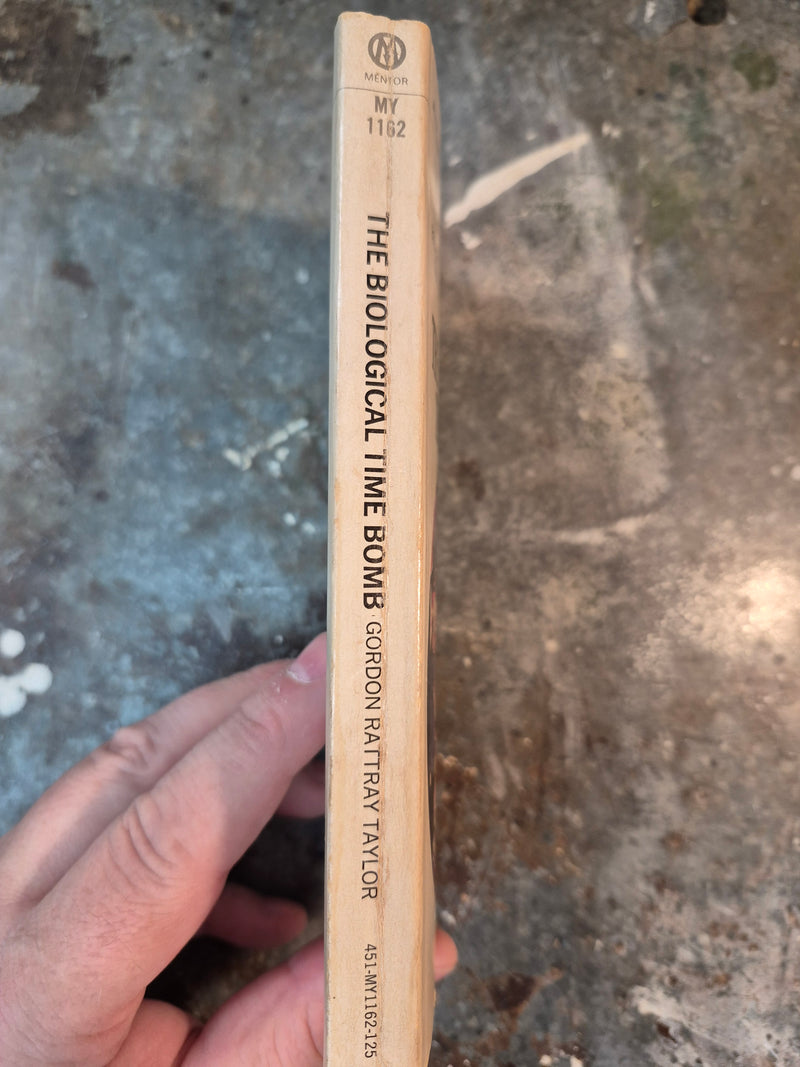 M
MENTOR
MY
1162
THE BIOLOGICAL TIME BOMB · GORDON RATTRAY TAYLOR
451-MY1162-125